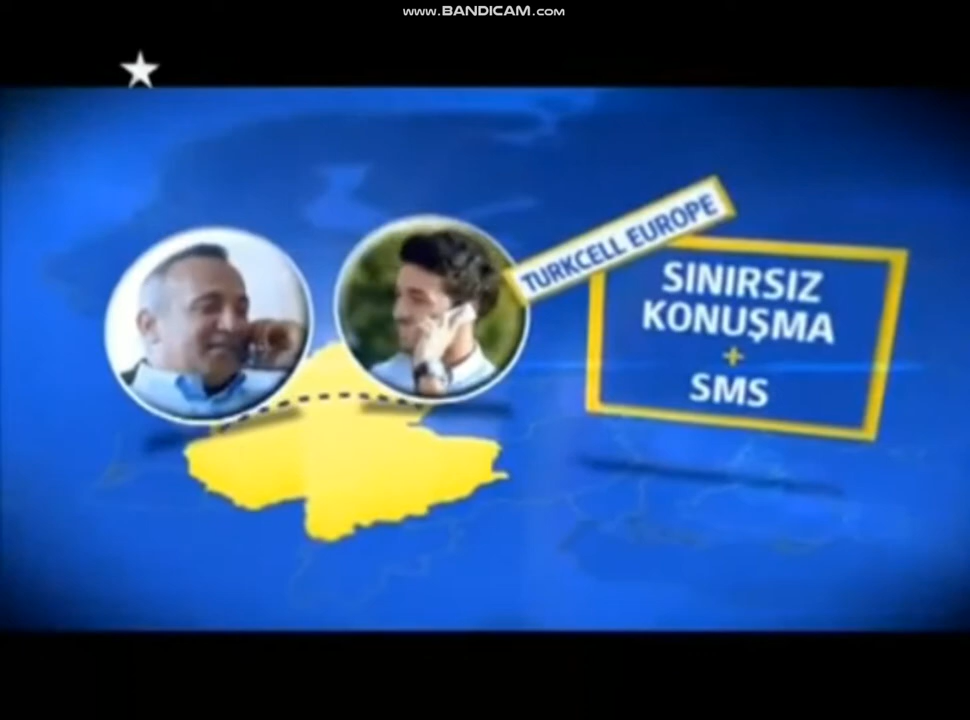 www.BANDICAM.com
TURKCELL EUROPE
SINIRSIZ
KONUŞMA
+
SMS